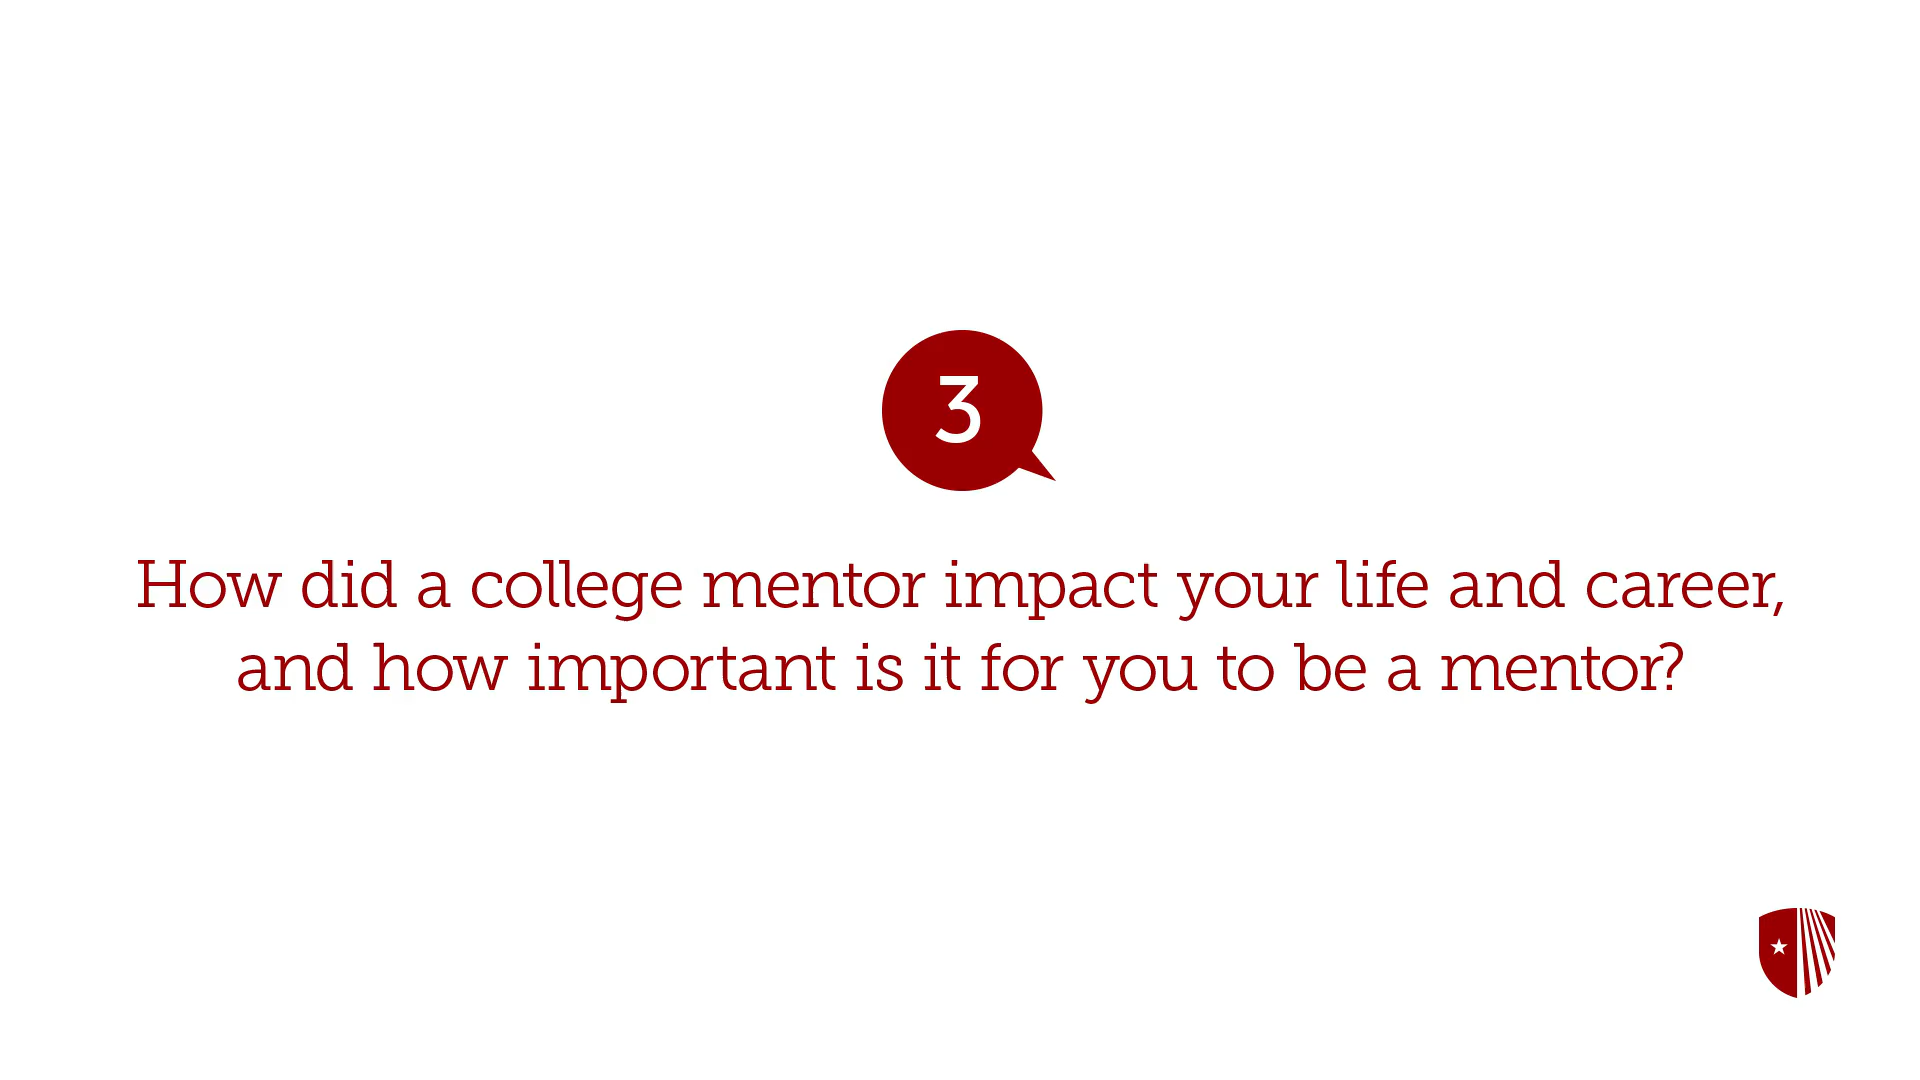 3
How did a college mentor impact your life and career,
and how important is it for you to be a mentor?